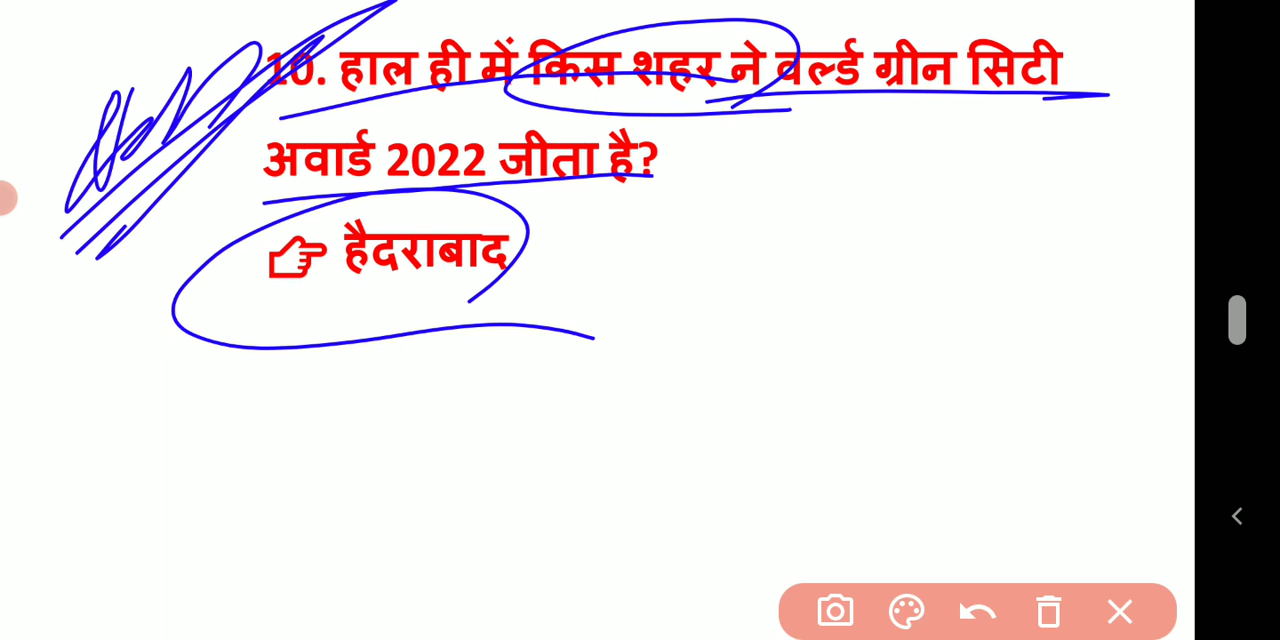 10. हाल ही में किस शहर ने वर्ल्ड ग्रीन सिटी
अवार्ड 2022 जीता है?
👉 हैदराबाद